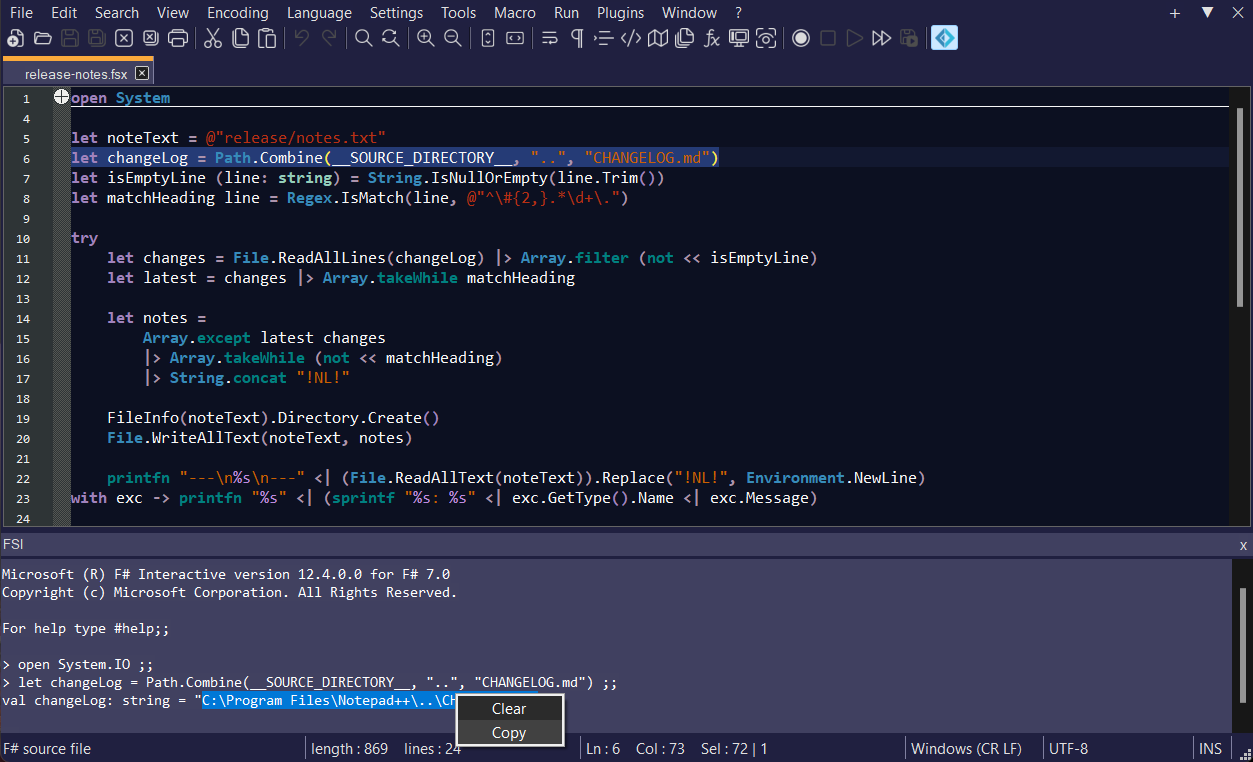 File Edit Search View Encoding Language Settings Tools Macro Run Plugins Window ?
release-notes.fsx
1 open System
4
5 let noteText = @"release/notes.txt"
6 let changeLog = Path.Combine(__SOURCE_DIRECTORY__, "..", "CHANGELOG.md")
7 let isEmptyLine (line: string) = String.IsNullOrEmpty(line.Trim())
8 let matchHeading line = Regex.IsMatch(line, @"^\#{2,}.*\d+\.")
9
10 try
11 let changes = File.ReadAllLines(changeLog) |> Array.filter (not << isEmptyLine)
12 let latest = changes |> Array.takeWhile matchHeading
13
14 let notes =
15 Array.except latest changes
16 |> Array.takeWhile (not << matchHeading)
17 |> String.concat "!NL!"
18
19 FileInfo(noteText).Directory.Create()
20 File.WriteAllText(noteText, notes)
21
22 printfn "---\n%s\n---" <| (File.ReadAllText(noteText)).Replace("!NL!", Environment.NewLine)
23 with exc -> printfn "%s" <| (sprintf "%s: %s" <| exc.GetType().Name <| exc.Message)
24
FSI x
Microsoft (R) F# Interactive version 12.4.0.0 for F# 7.0
Copyright (c) Microsoft Corporation. All Rights Reserved.
For help type #help;;
> open System.IO ;;
> let changeLog = Path.Combine(__SOURCE_DIRECTORY__, "..", "CHANGELOG.md") ;;
val changeLog: string = "C:\Program Files\Notepad++\..\CH
Clear
Copy
F# source file length : 869 lines : 24 Ln : 6 Col : 73 Sel : 72 | 1 Windows (CR LF) UTF-8 INS